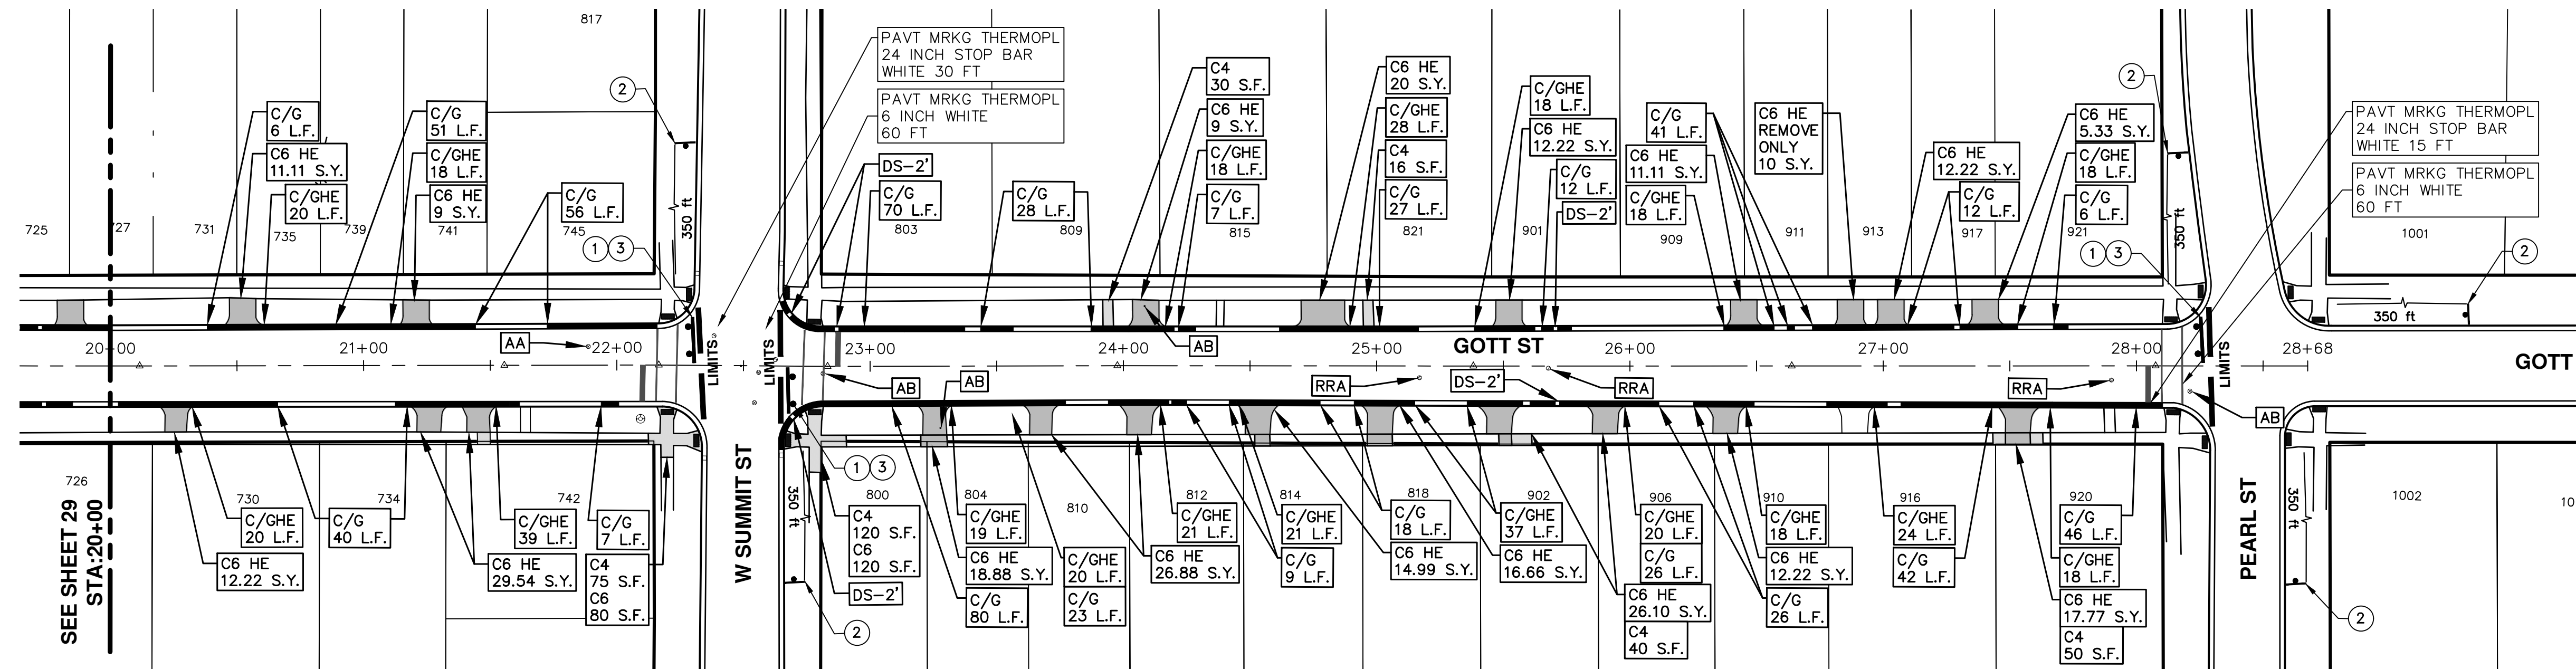 817
PAVT MRKG THERMOPL
24 INCH STOP BAR
WHITE 30 FT
PAVT MRKG THERMOPL
6 INCH WHITE
60 FT
2
C/G
6 L.F.
C6 HE
11.11 S.Y.
C/GHE
20 L.F.
C/G
51 L.F.
C/GHE
18 L.F.
C6 HE
9 S.Y.
C/G
56 L.F.
350 ft
1 3
DS-2'
C/G
70 L.F.
C/G
28 L.F.
C4
30 S.F.
C6 HE
9 S.Y.
C/GHE
18 L.F.
C/G
7 L.F.
C6 HE
20 S.Y.
C/GHE
28 L.F.
C4
16 S.F.
C/G
27 L.F.
C/GHE
18 L.F.
C6 HE
12.22 S.Y.
C/G
12 L.F.
DS-2'
C/G
41 L.F.
C6 HE
11.11 S.Y.
C/GHE
18 L.F.
C6 HE
REMOVE
ONLY
10 S.Y.
C6 HE
12.22 S.Y.
C/G
12 L.F.
2
C6 HE
5.33 S.Y.
C/GHE
18 L.F.
C/G
6 L.F.
350 ft
1 3
PAVT MRKG THERMOPL
24 INCH STOP BAR
WHITE 15 FT
PAVT MRKG THERMOPL
6 INCH WHITE
60 FT
2
350 ft
725
727
731
735
739
741
745
803
809
815
821
901
909
911
913
917
921
1001
20+00
21+00
22+00
23+00
24+00
25+00
26+00
27+00
28+00
28+68
AA
AB
GOTT ST
GOTT
LIMITS
LIMITS
LIMITS
AB
AB
RRA
DS-2'
RRA
RRA
AB
SEE SHEET 29
STA:20+00
W SUMMIT ST
PEARL ST
726
730
734
742
800
804
810
812
814
818
902
906
910
916
920
1002
10
C/GHE
20 L.F.
C6 HE
12.22 S.Y.
C/G
40 L.F.
C/GHE
39 L.F.
C6 HE
29.54 S.Y.
C/G
7 L.F.
C4
75 S.F.
C6
80 S.F.
1 3
350 ft
C4
120 S.F.
C6
120 S.F.
DS-2'
2
C/GHE
19 L.F.
C6 HE
18.88 S.Y.
C/G
80 L.F.
C/GHE
20 L.F.
C/G
23 L.F.
C/GHE
21 L.F.
C6 HE
26.88 S.Y.
C/GHE
21 L.F.
C/G
9 L.F.
C/G
18 L.F.
C6 HE
14.99 S.Y.
C/GHE
37 L.F.
C6 HE
16.66 S.Y.
C/GHE
20 L.F.
C/G
26 L.F.
C6 HE
26.10 S.Y.
C4
40 S.F.
C/GHE
18 L.F.
C6 HE
12.22 S.Y.
C/G
26 L.F.
C/GHE
24 L.F.
C/G
42 L.F.
C/G
46 L.F.
C/GHE
18 L.F.
C6 HE
17.77 S.Y.
C4
50 S.F.
350 ft
2